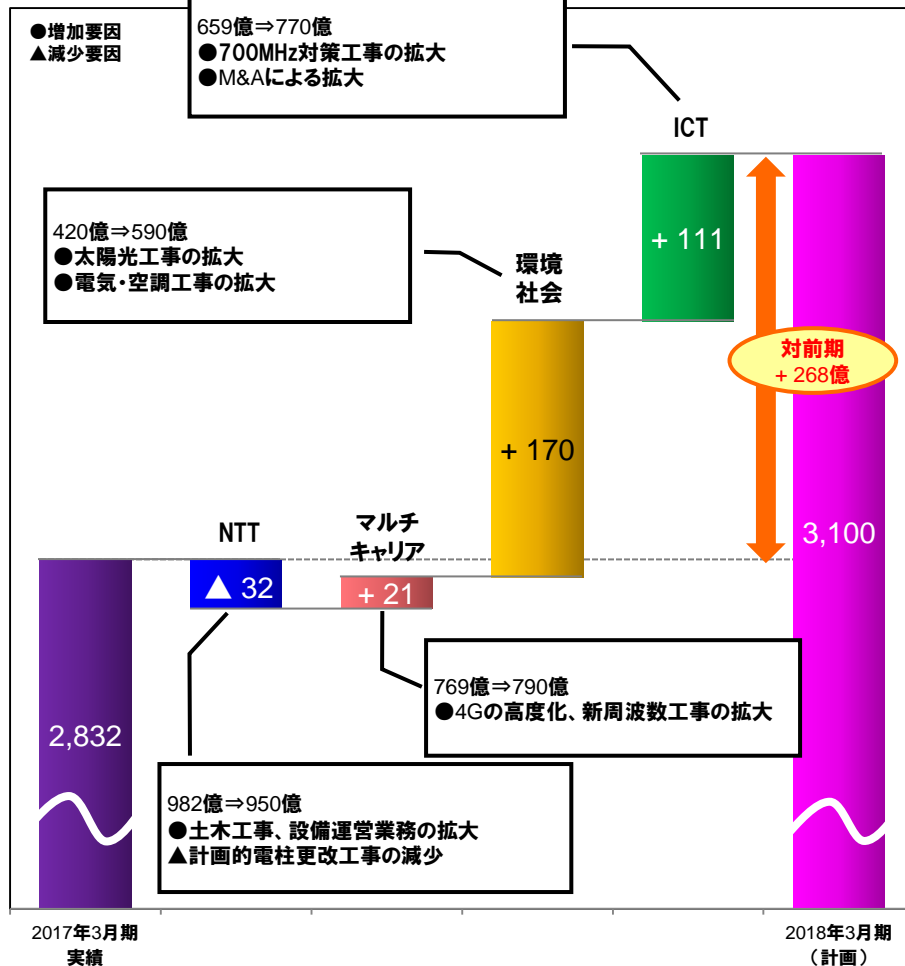 ●増加要因
▲減少要因
659億⇒770億
●700MHz対策工事の拡大
●M&Aによる拡大
ICT
+ 111
420億⇒590億
●太陽光工事の拡大
●電気・空調工事の拡大
環境
社会
対前期
+ 268億
+ 170
3,100
NTT
マルチ
キャリア
▲ 32
+ 21
2,832
769億⇒790億
●4Gの高度化、新周波数工事の拡大
982億⇒950億
●土木工事、設備運営業務の拡大
▲計画的電柱更改工事の減少
2017年3月期
実績
2018年3月期
（計画）